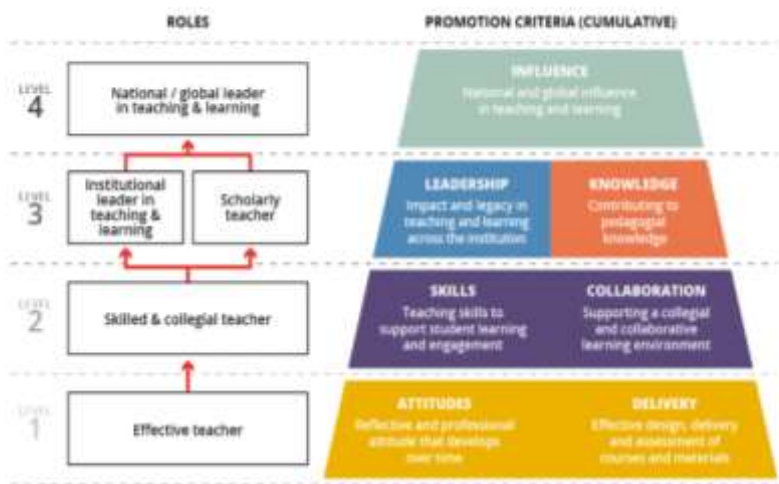 ROLES
PROMOTION CRITERIA (CUMULATIVE)
LEVEL
4
National / global leader
in teaching & learning
INFLUENCE
National and global influence
in teaching and learning
LEVEL
3
Institutional
leader in
teaching &
learning
Scholarly
teacher
LEADERSHIP
Impact and legacy in
teaching and learning
across the institution
KNOWLEDGE
Contributing to
pedagogial
knowledge
LEVEL
2
Skilled & collegial teacher
SKILLS
Teaching skills to
support student learning
and engagement
COLLABORATION
Supporting a collegial
and collaborative
learning environment
LEVEL
1
Effective teacher
ATTITUDES
Reflective and professional
attitude that develops
over time
DELIVERY
Effective design, delivery
and assessment of
courses and materials